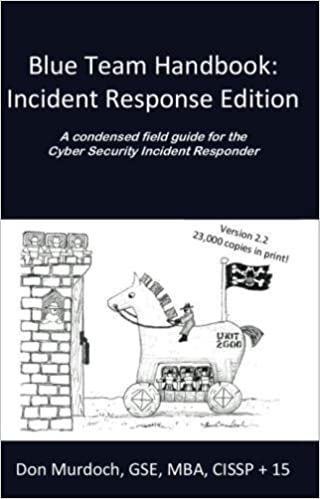 Blue Team Handbook:
Incident Response Edition
A condensed field guide for the
Cyber Security Incident Responder
Version 2.2
23,000 copies in print!
Don Murdoch, GSE, MBA, CISSP + 15